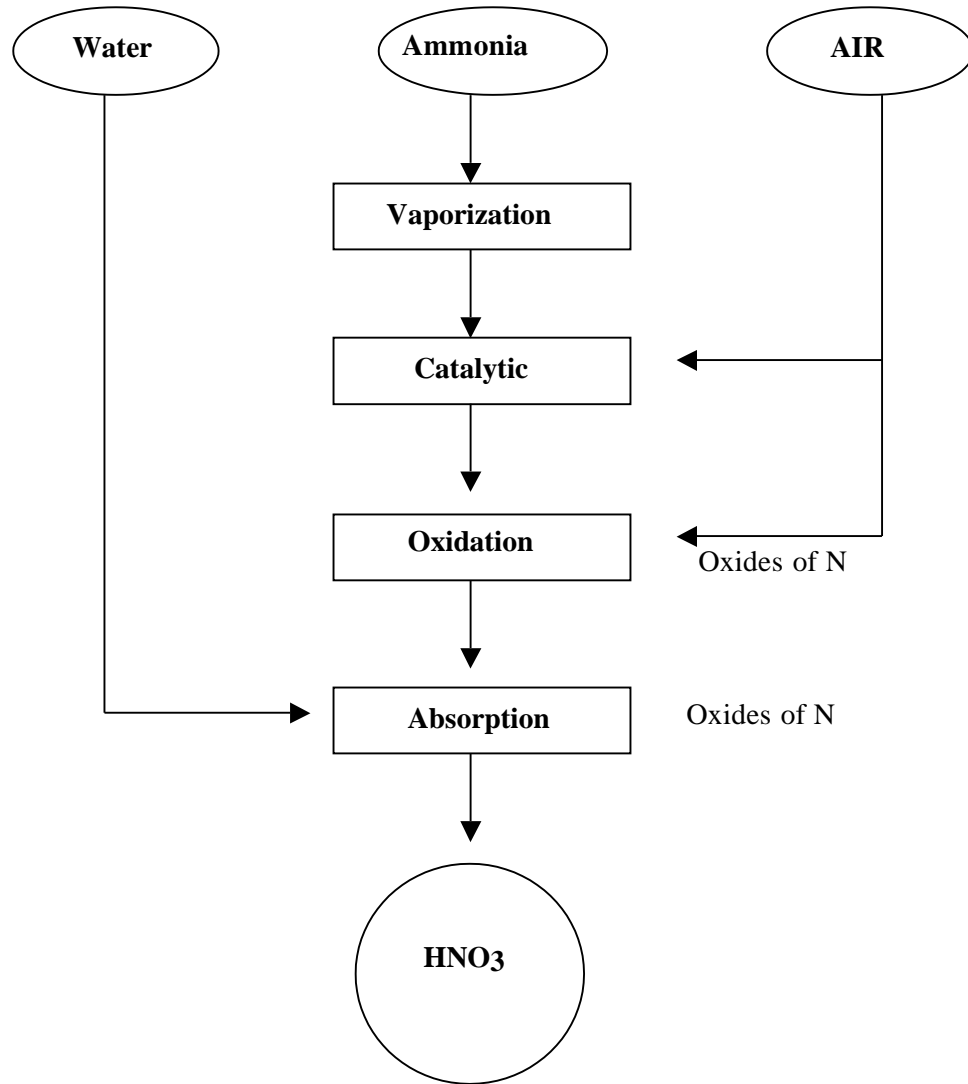 Water
Ammonia
AIR
Vaporization
Catalytic
Oxidation
Oxides of N
Absorption
Oxides of N
HNO3